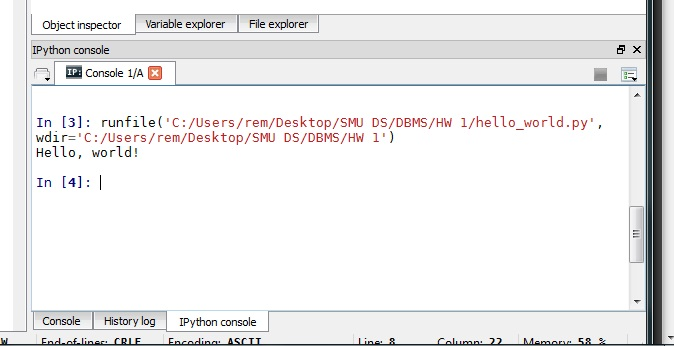 Object inspector Variable explorer File explorer
IPython console
IP: Console 1/A
In [3]: runfile('C:/Users/rem/Desktop/SMU DS/DBMS/HW 1/hello_world.py',
wdir='C:/Users/rem/Desktop/SMU DS/DBMS/HW 1')
Hello, world!
In [4]:
Console History log IPython console
W End-of-lines: CRLF Encoding: ASCII Line: 8 Column: 22 Memory: 58 %